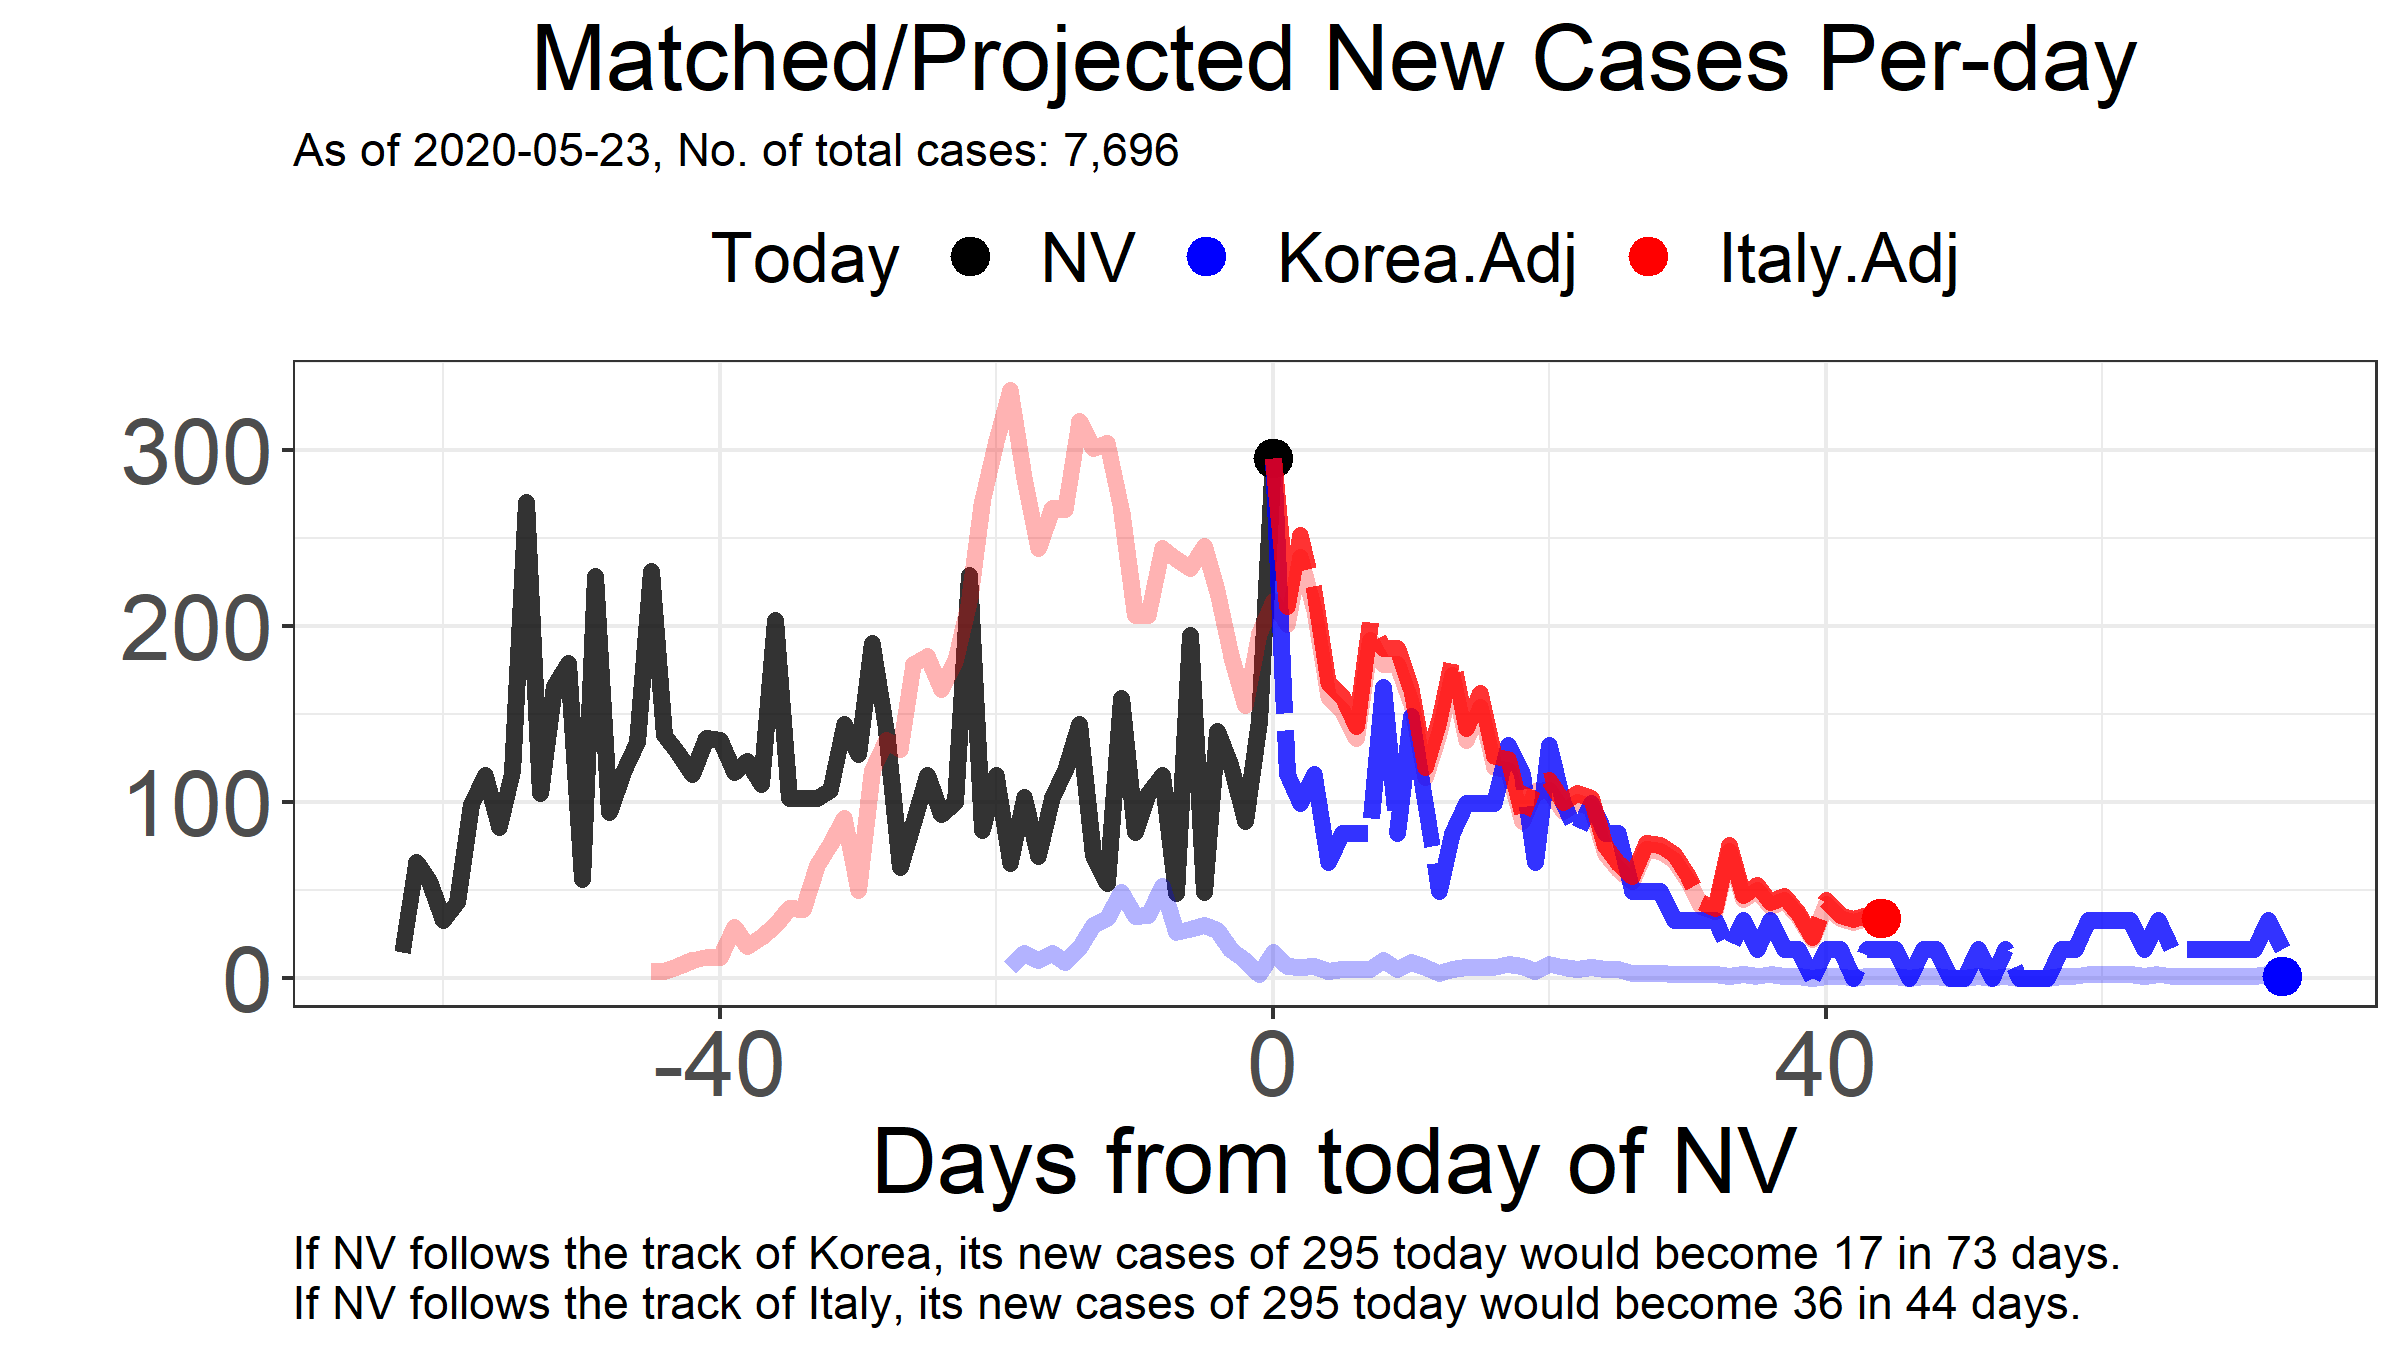 Matched/Projected New Cases Per-day
As of 2020-05-23, No. of total cases: 7,696
Today NV Korea.Adj Italy.Adj
300
200
100
0
-40 0 40
Days from today of NV
If NV follows the track of Korea, its new cases of 295 today would become 17 in 73 days.
If NV follows the track of Italy, its new cases of 295 today would become 36 in 44 days.